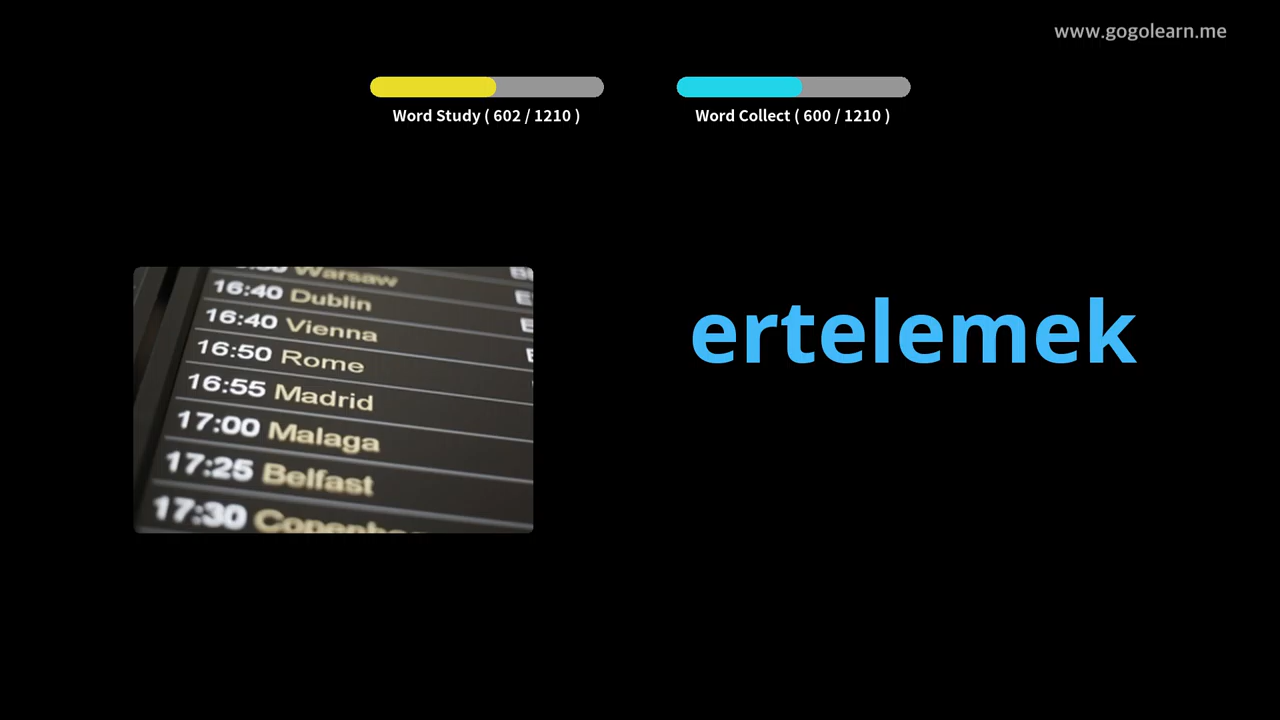 www.gogolearn.me
Word Study ( 602 / 1210 )
Word Collect ( 600 / 1210 )
Warsaw
16:40 Dublin
16:40 Vienna
16:50 Rome
16:55 Madrid
17:00 Malaga
17:25 Belfast
17:30
ertelemek